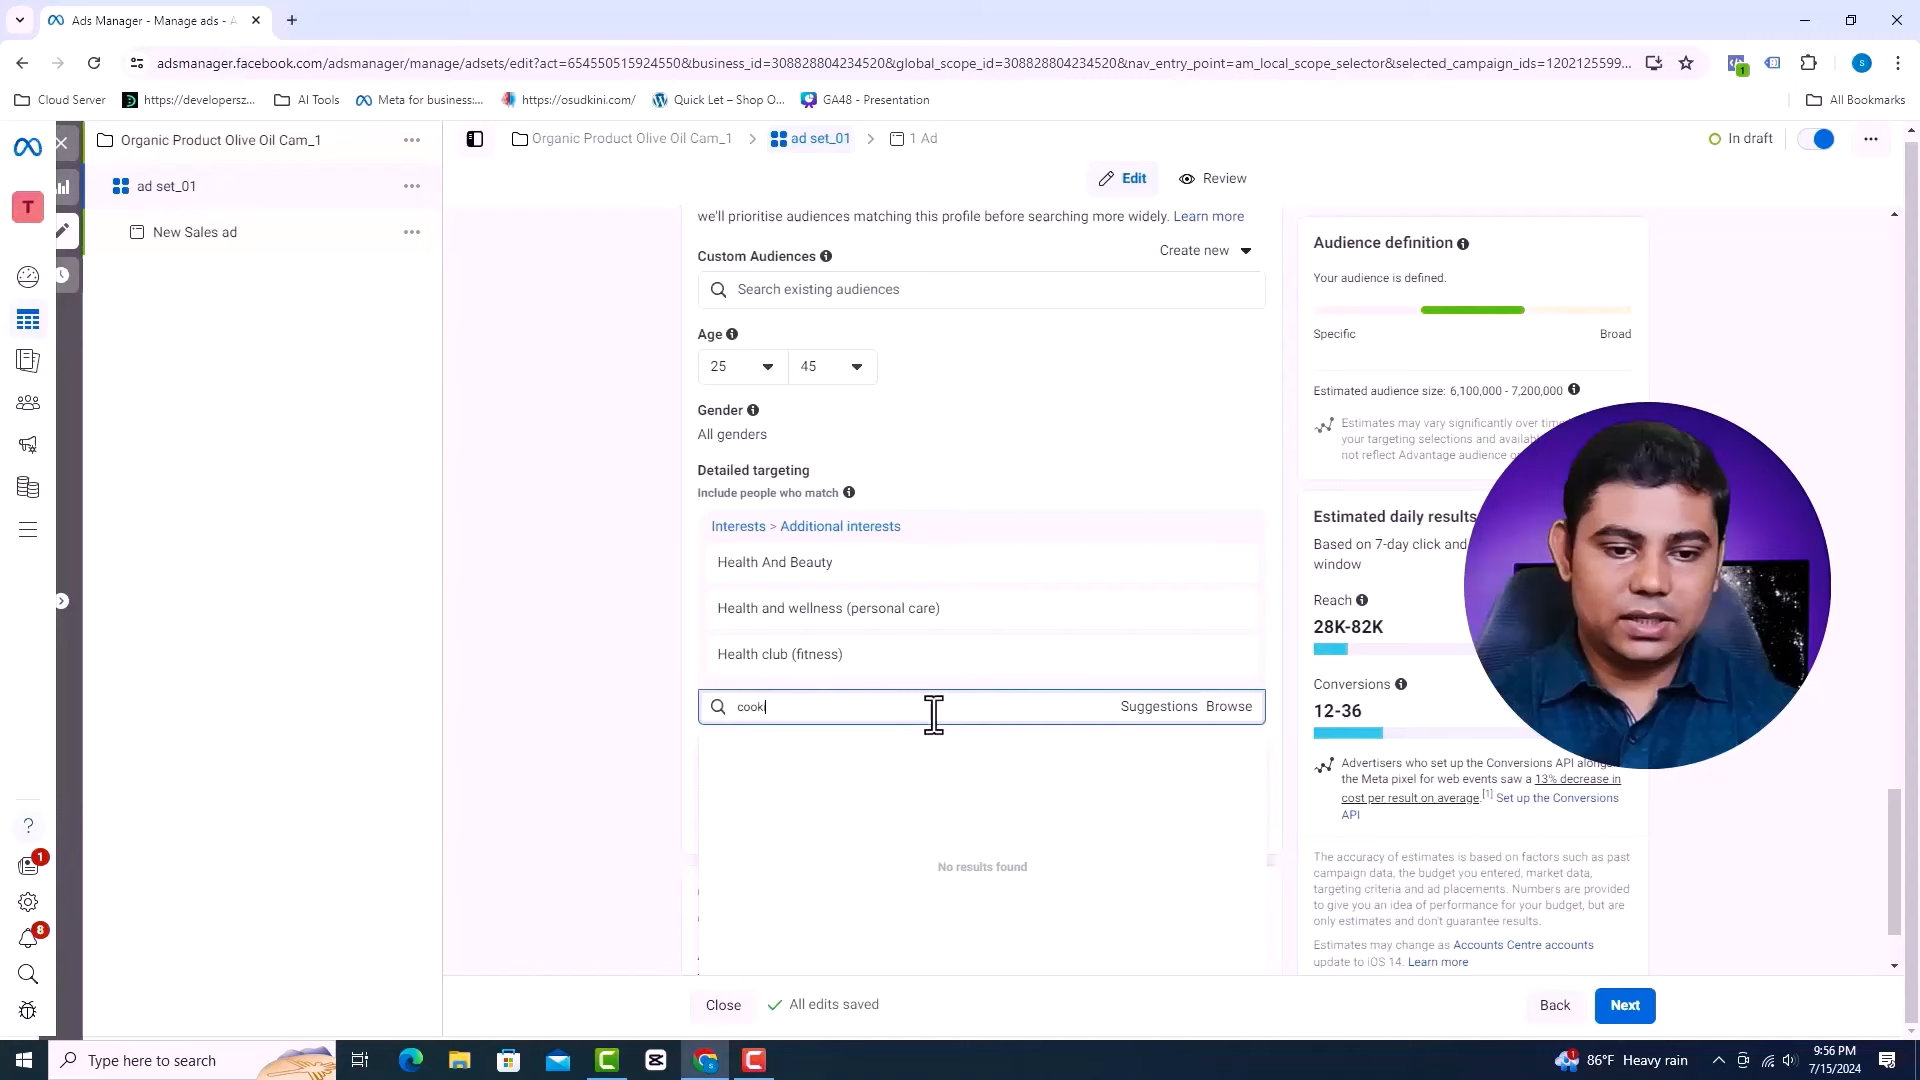 Ads Manager - Manage ads - A
adsmanager.facebook.com/adsmanager/manage/adsets/edit?act=654550515924550&business_id=308828804234520&global_scope_id=308828804234520&nav_entry_point=am_local_scope_selector&selected_campaign_ids=1202125599...
1
S
Cloud Server
https://developersz...
AI Tools
Meta for business:...
https://osudkini.com/
Quick Let – Shop O...
GA48 - Presentation
All Bookmarks
Organic Product Olive Oil Cam_1
Organic Product Olive Oil Cam_1
ad set_01
1 Ad
In draft
Edit
Review
T
ad set_01
New Sales ad
we'll prioritise audiences matching this profile before searching more widely. Learn more
Custom Audiences
Create new
Search existing audiences
Age
25
45
Gender
All genders
Detailed targeting
Include people who match
Interests > Additional interests
Health And Beauty
Health and wellness (personal care)
Health club (fitness)
cooki
Suggestions
Browse
No results found
Audience definition
Your audience is defined.
Specific
Broad
Estimated audience size: 6,100,000 - 7,200,000
Estimates may vary significantly over tim
your targeting selections and availab
not reflect Advantage audience o
Estimated daily results
Based on 7-day click and
window
Reach
28K-82K
Conversions
12-36
Advertisers who set up the Conversions API along
the Meta pixel for web events saw a 13% decrease in
cost per result on average.[1] Set up the Conversions
API
The accuracy of estimates is based on factors such as past
campaign data, the budget you entered, market data,
targeting criteria and ad placements. Numbers are provided
to give you an idea of performance for your budget, but are
only estimates and don't guarantee results.
Estimates may change as Accounts Centre accounts
update to iOS 14. Learn more
1
8
Close
All edits saved
Back
Next
Type here to search
1
86°F Heavy rain
9:56 PM
7/15/2024